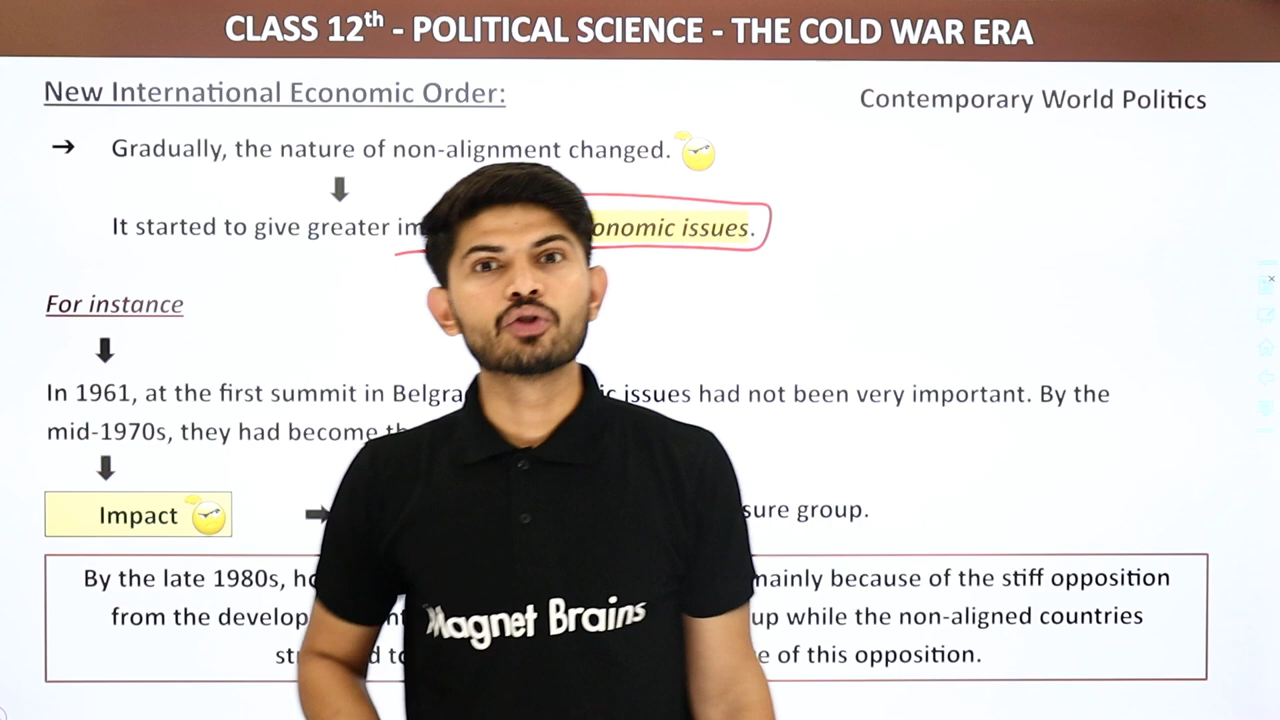 CLASS 12th - POLITICAL SCIENCE - THE COLD WAR ERA
New International Economic Order:
Contemporary World Politics
➔ Gradually, the nature of non-alignment changed.
It started to give greater onomic issues.
For instance
In 1961, at the first summit in Belgra issues had not been very important. By the
mid-1970s, they had become
Impact
sure group.
By the late 1980s, mainly because of the stiff opposition
from the develop up while the non-aligned countries
e of this opposition.
Magnet Brains